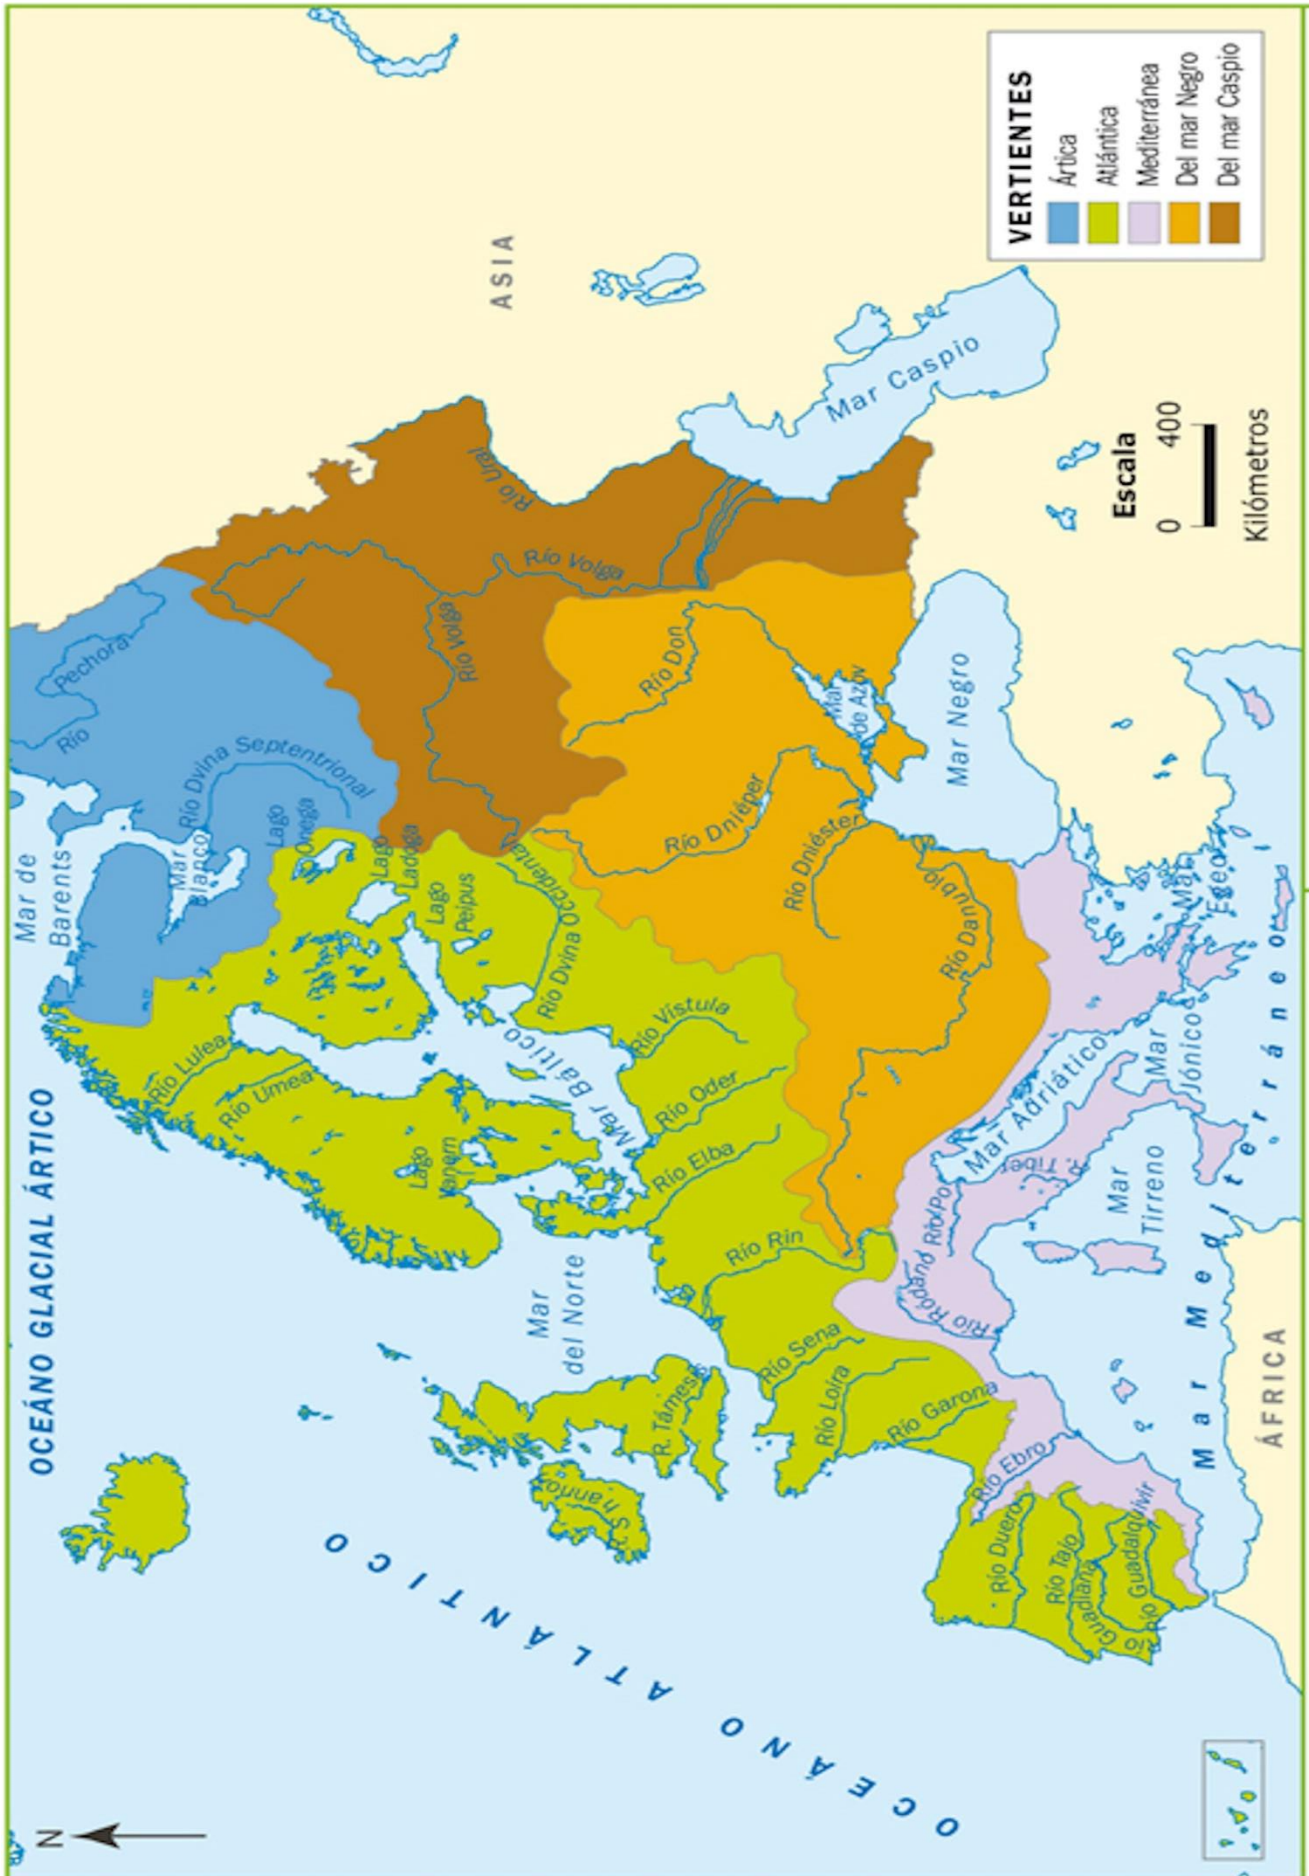 OCEÁNO GLACIAL ÁRTICO
Mar de
Barents
N
Mar
Blanco
Río
Pechora
Río Dvina Septentrional
Lago
Onega
Lago
Ladoga
Lago
Peipus
Río Lulea
Río Umea
Lago
Vanern
Río Volga
Río Volga
Río Ural
ASIA
OCEÁNO ATLÁNTICO
Mar
del Norte
Mar Báltico
Río Dvina Occidental
R. Shannon
R. Támesis
Río Elba
Río Oder
Río Vístula
Río Rin
Río Sena
Río Loira
Río Garona
Río Don
Río Dniéper
Río Dniéster
Río Danubio
Río Danubio
Mar
de Azov
Mar Negro
Mar Caspio
Río Ródano
Río Po
R. Tiber
Río Ebro
Río Duero
Río Tajo
Río Guadiana
Río Guadalquivir
Mar Adriático
Mar
Tirreno
Mar
Jónico
Mar
Egeo
Mar Mediterráneo
ÁFRICA
VERTIENTES
Ártica
Atlántica
Mediterránea
Del mar Negro
Del mar Caspio
Escala
0 400
Kilómetros